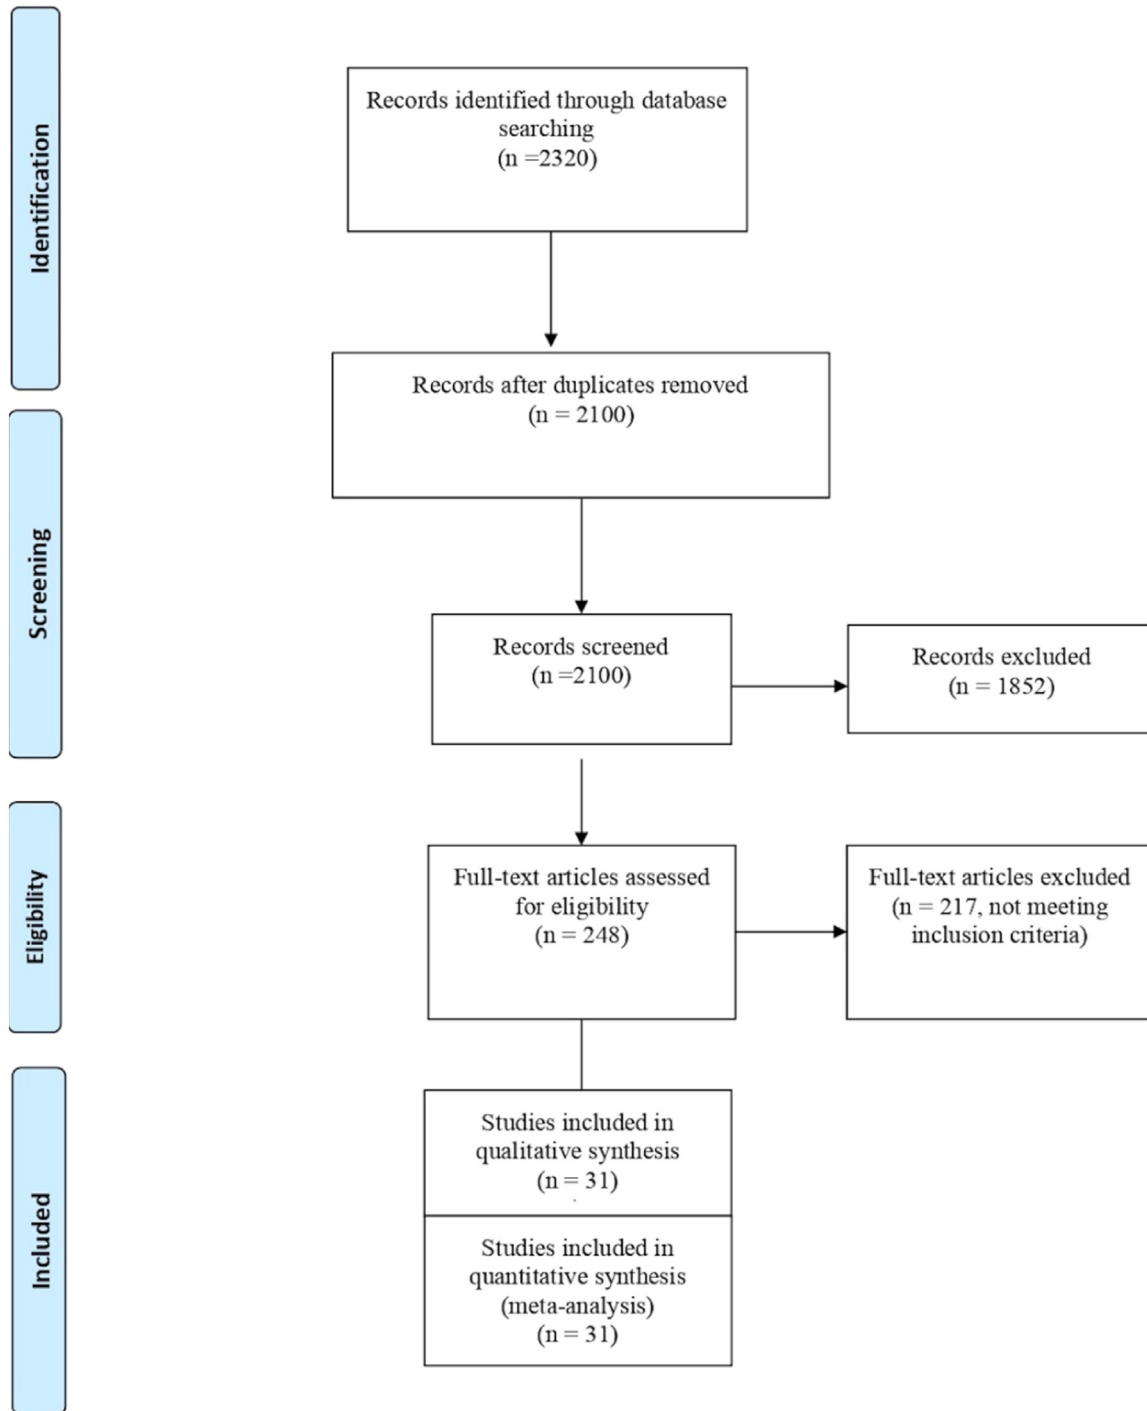 Identification
Records identified through database
searching
(n =2320)
Records after duplicates removed
(n = 2100)
Screening
Records screened
(n =2100)
Records excluded
(n = 1852)
Eligibility
Full-text articles assessed
for eligibility
(n = 248)
Full-text articles excluded
(n = 217, not meeting
inclusion criteria)
Included
Studies included in
qualitative synthesis
(n = 31)
Studies included in
quantitative synthesis
(meta-analysis)
(n = 31)